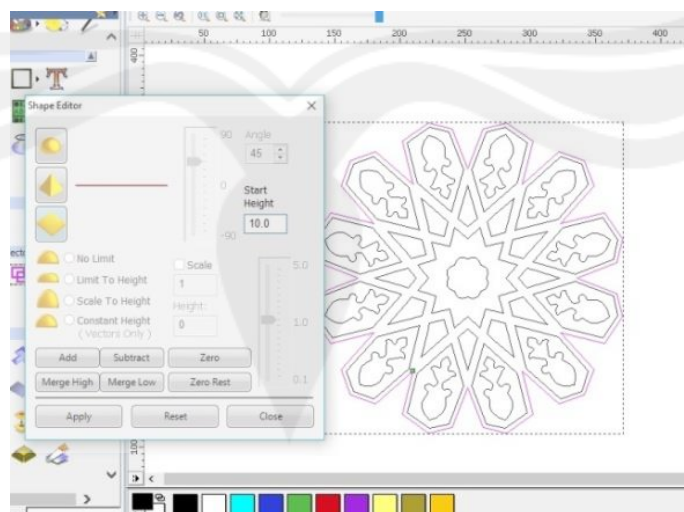 50 100 150 200 250 300 350 400
400
Shape Editor
90
Angle
45
0
Start
Height
10.0
-90
No Limit
Scale
5.0
Limit To Height
1
Scale To Height
Height:
1.0
Constant Height
0
( Vectors Only )
Add Subtract Zero
0.1
Merge High Merge Low Zero Rest
Apply Reset Close